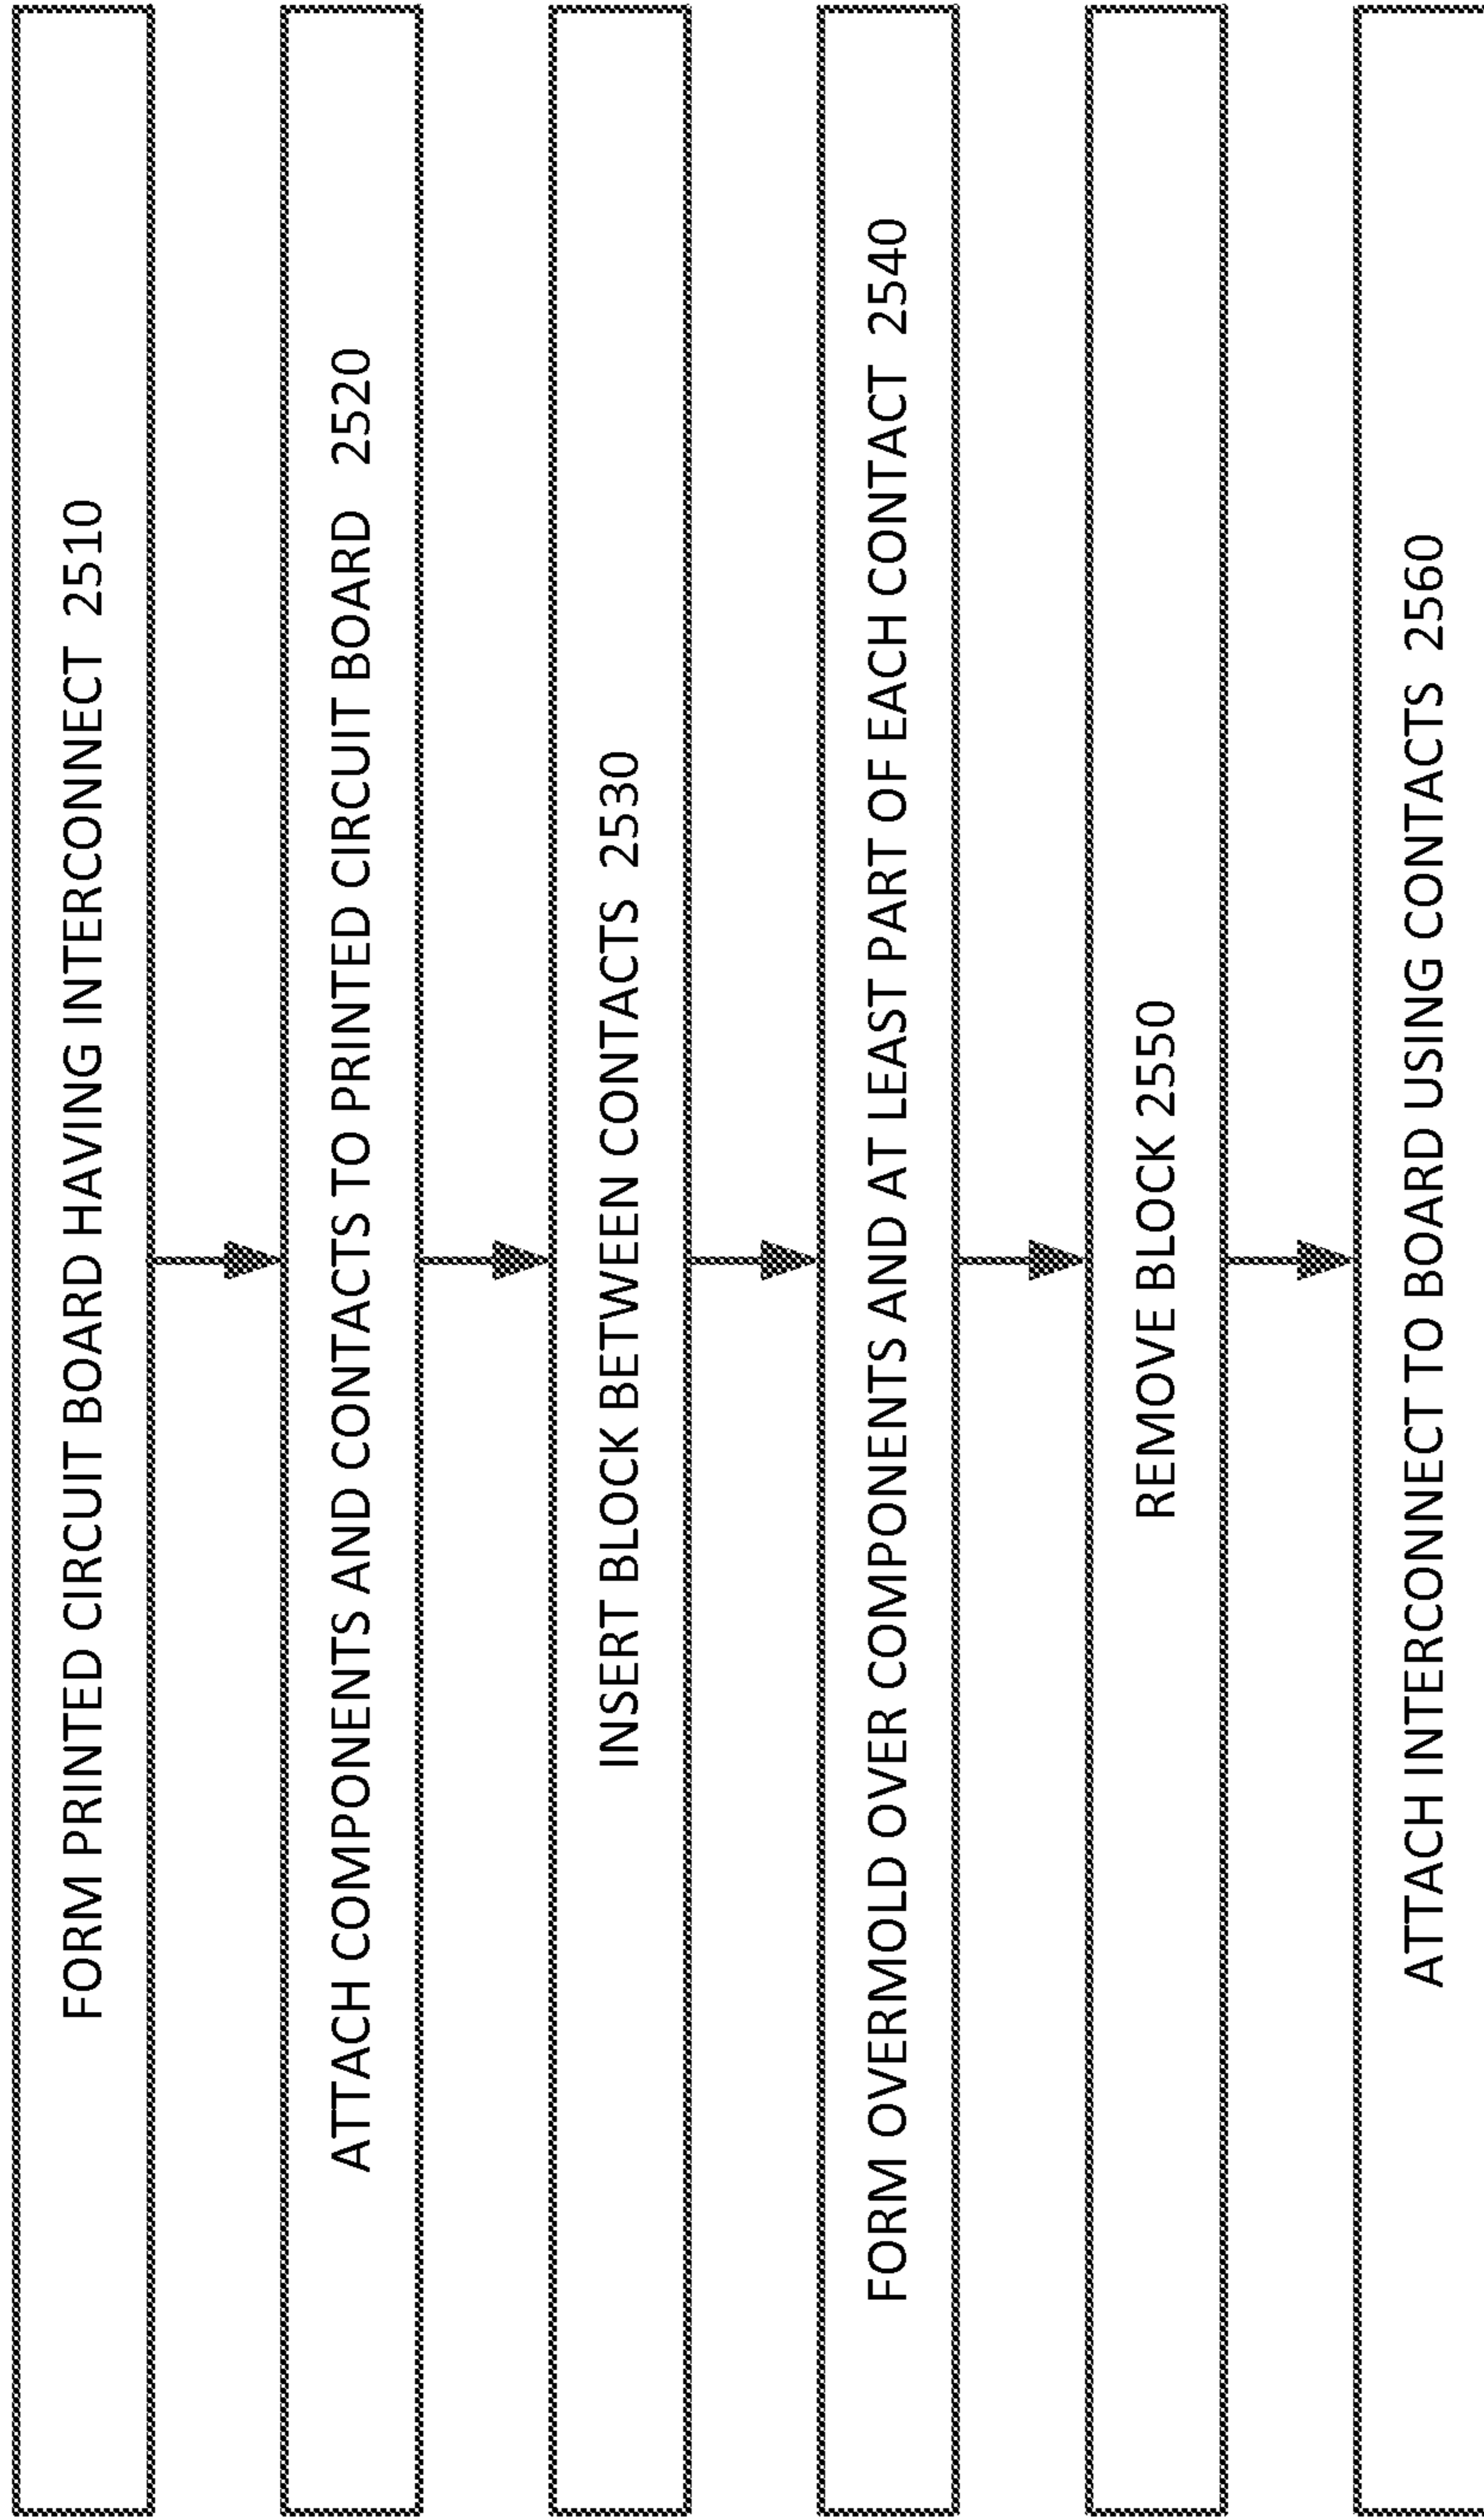 FORM PRINTED CIRCUIT BOARD HAVING INTERCONNECT 2510
ATTACH COMPONENTS AND CONTACTS TO PRINTED CIRCUIT BOARD 2520
INSERT BLOCK BETWEEN CONTACTS 2530
FORM OVERMOLD OVER COMPONENTS AND AT LEAST PART OF EACH CONTACT 2540
REMOVE BLOCK 2550
ATTACH INTERCONNECT TO BOARD USING CONTACTS 2560